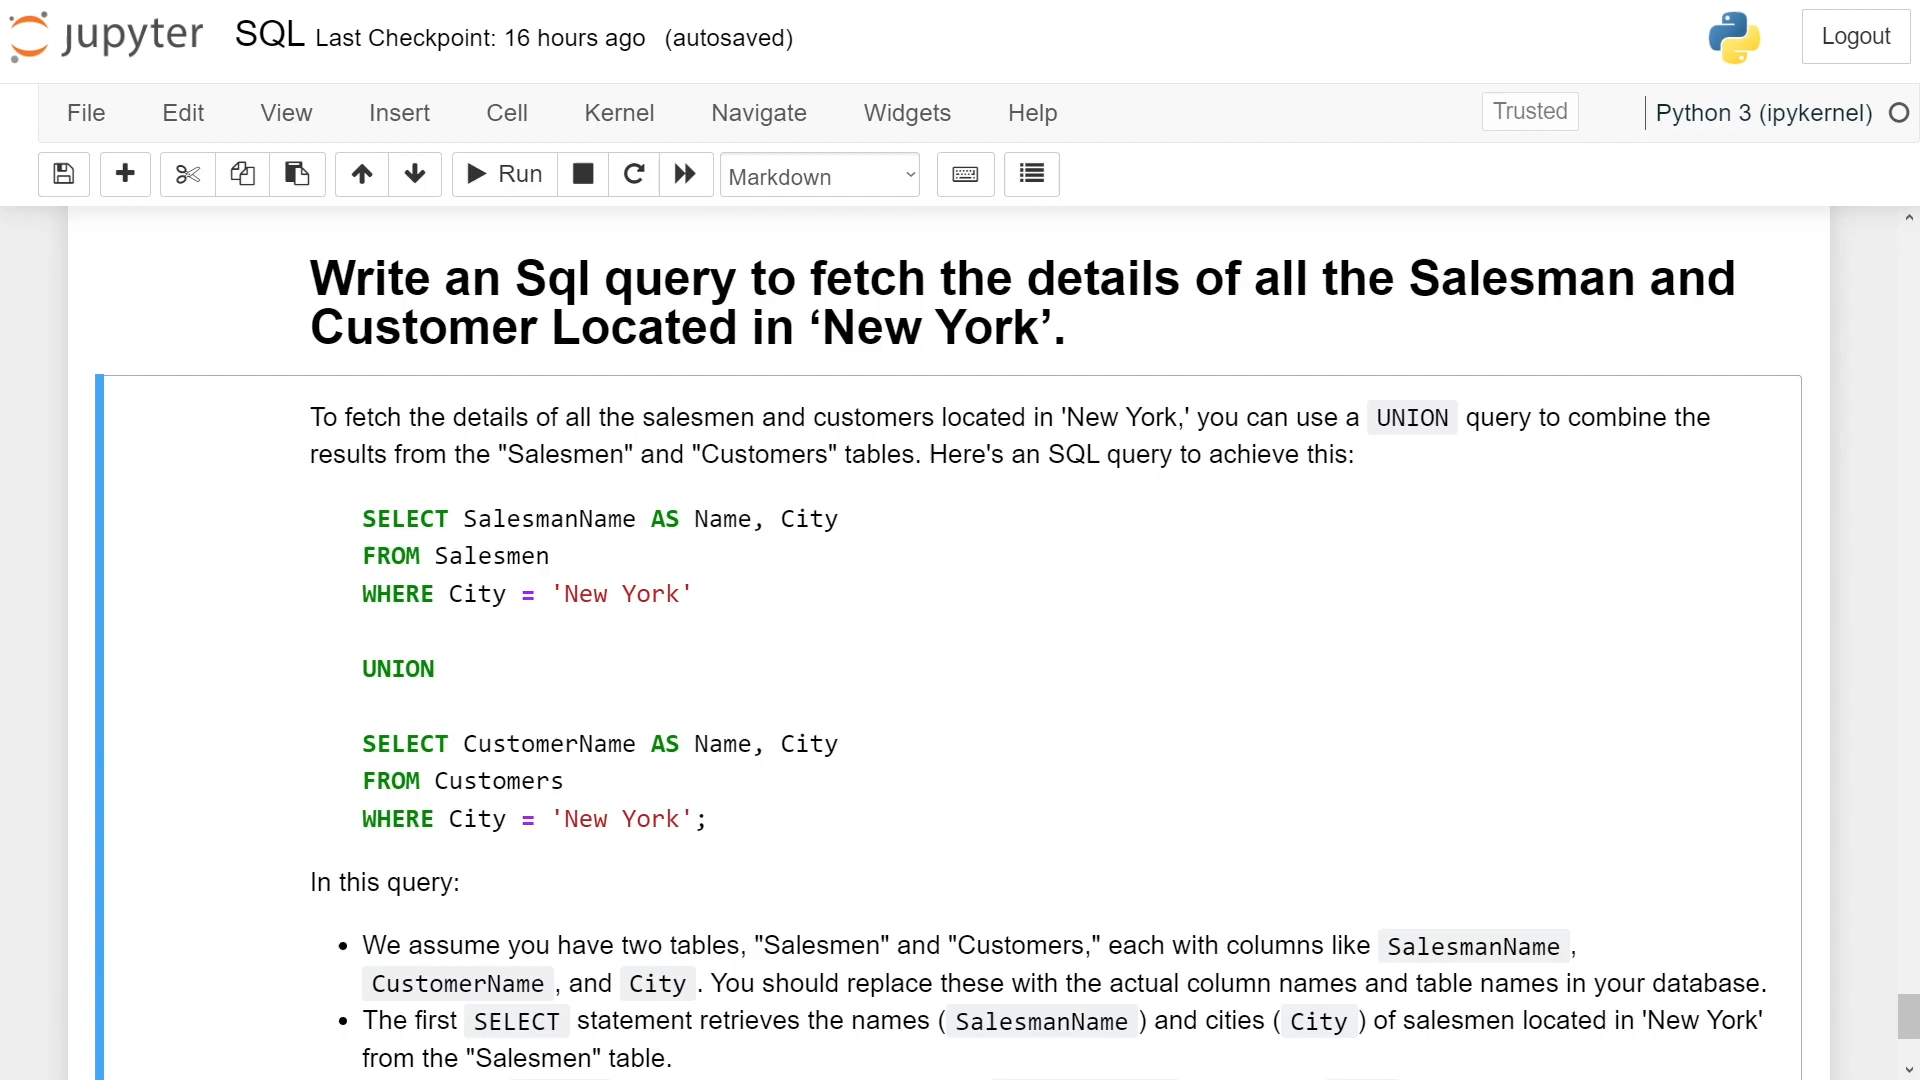 jupyter SQL Last Checkpoint: 16 hours ago (autosaved) Logout
File Edit View Insert Cell Kernel Navigate Widgets Help Trusted Python 3 (ipykernel)
Run Markdown
Write an Sql query to fetch the details of all the Salesman and
Customer Located in ‘New York’.
To fetch the details of all the salesmen and customers located in 'New York,' you can use a UNION query to combine the
results from the "Salesmen" and "Customers" tables. Here's an SQL query to achieve this:
SELECT SalesmanName AS Name, City
FROM Salesmen
WHERE City = 'New York'
UNION
SELECT CustomerName AS Name, City
FROM Customers
WHERE City = 'New York';
In this query:
• We assume you have two tables, "Salesmen" and "Customers," each with columns like SalesmanName ,
CustomerName , and City . You should replace these with the actual column names and table names in your database.
• The first SELECT statement retrieves the names ( SalesmanName ) and cities ( City ) of salesmen located in 'New York'
from the "Salesmen" table.